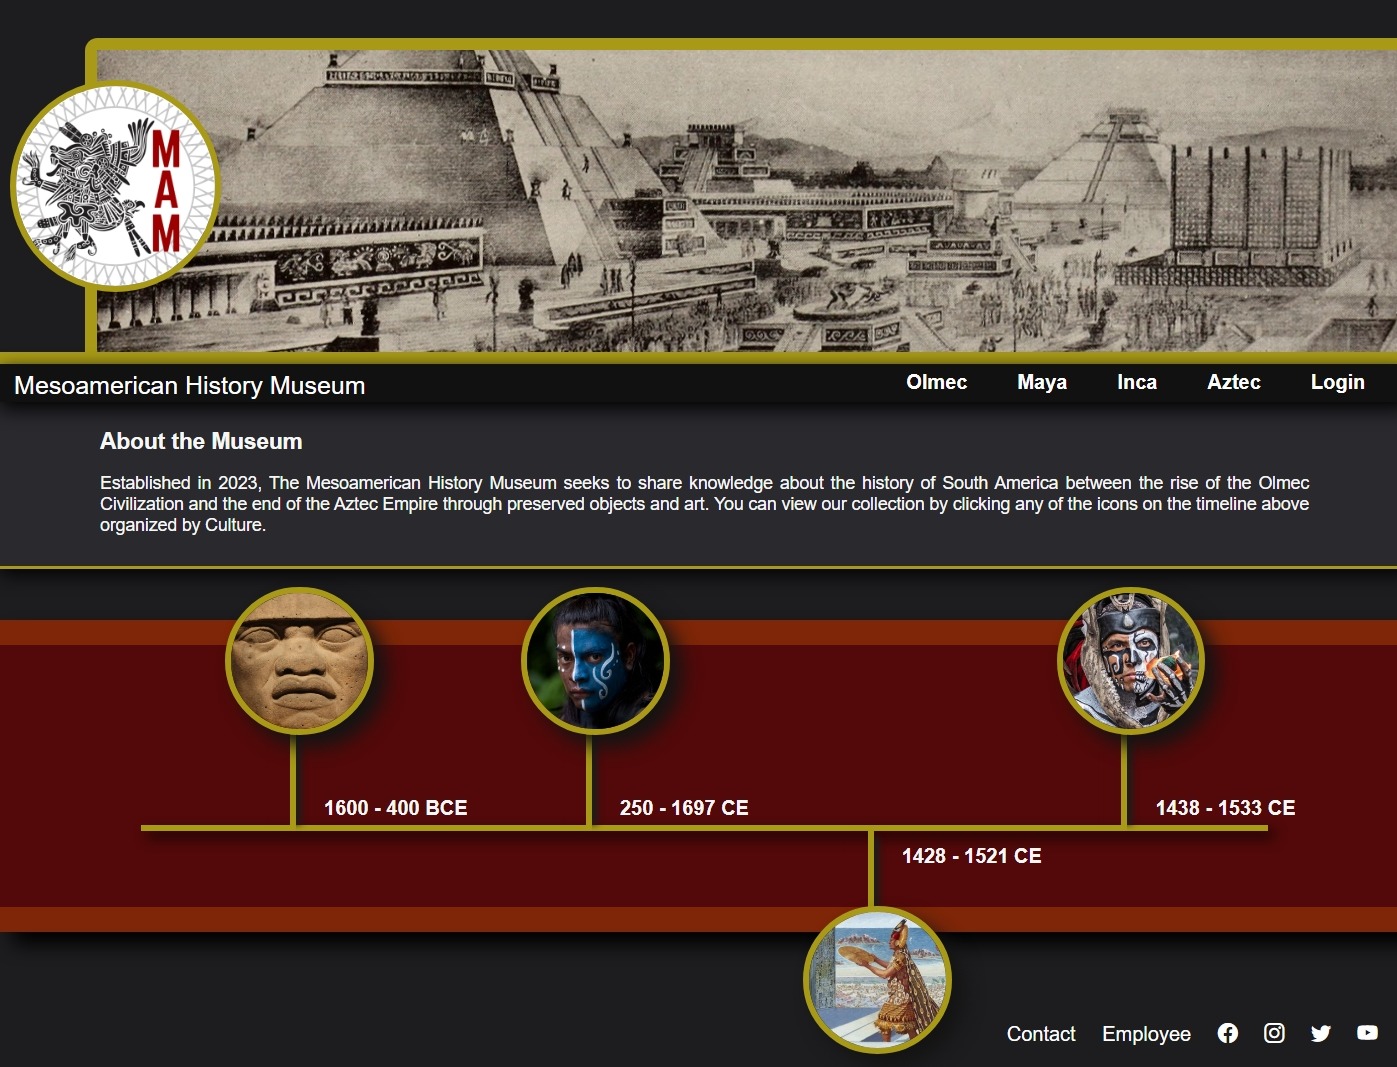 MAM
Mesoamerican History Museum
Olmec Maya Inca Aztec Login
About the Museum
Established in 2023, The Mesoamerican History Museum seeks to share knowledge about the history of South America between the rise of the Olmec
Civilization and the end of the Aztec Empire through preserved objects and art. You can view our collection by clicking any of the icons on the timeline above
organized by Culture.
1600 - 400 BCE
250 - 1697 CE
1438 - 1533 CE
1428 - 1521 CE
Contact Employee